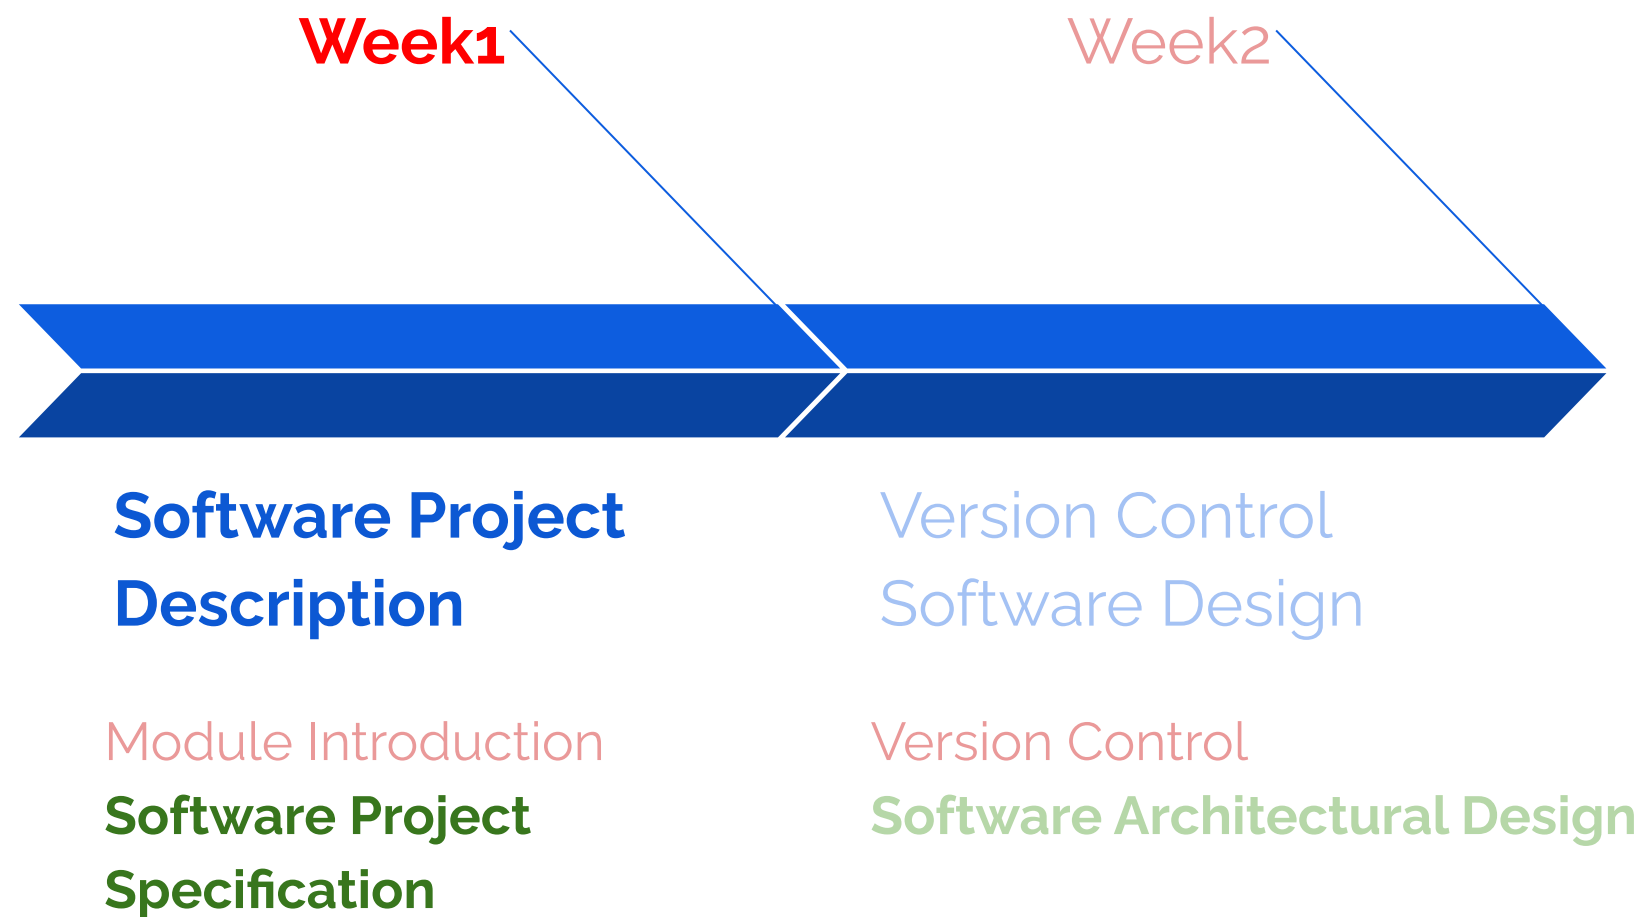 Week1
Week2
Software Project
Description
Version Control
Software Design
Module Introduction
Software Project
Specification
Version Control
Software Architectural Design